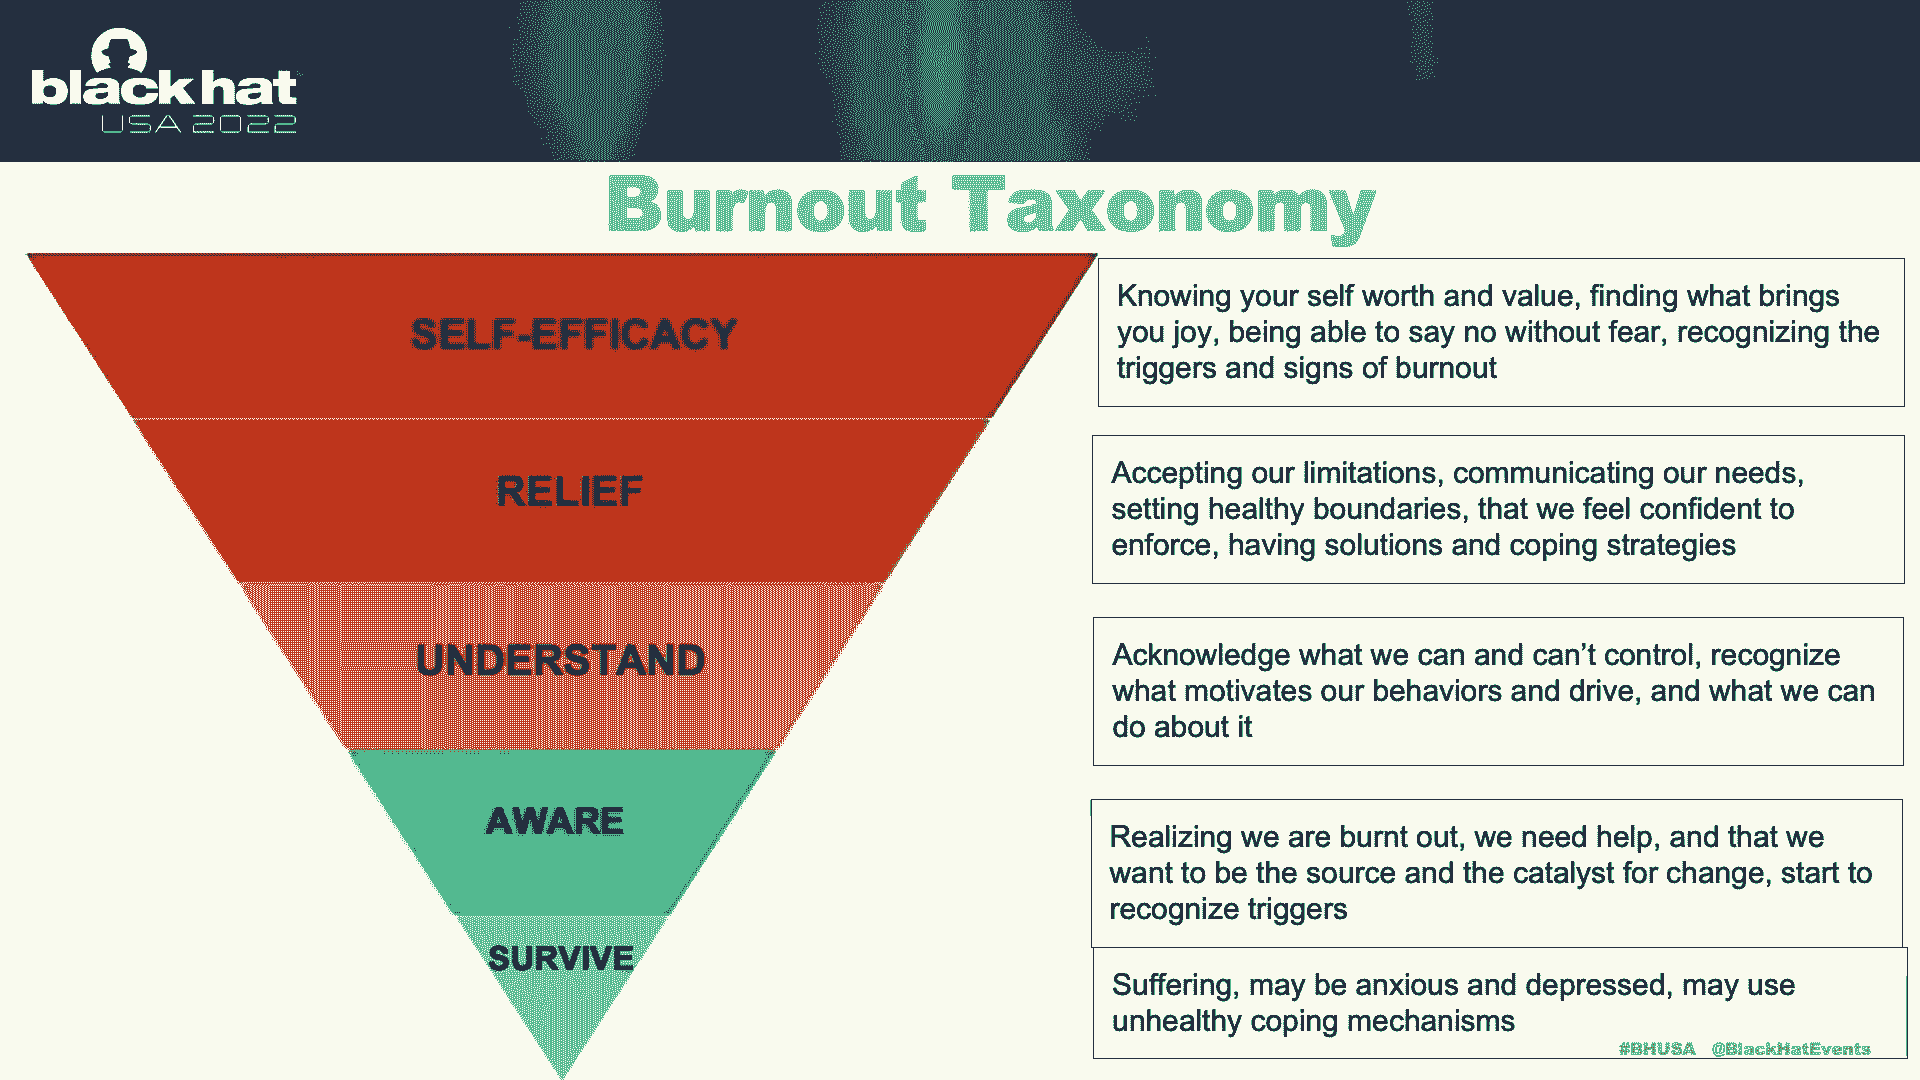 black hat
USA 2022
Burnout Taxonomy
SELF-EFFICACY
Knowing your self worth and value, finding what brings
you joy, being able to say no without fear, recognizing the
triggers and signs of burnout
RELIEF
Accepting our limitations, communicating our needs,
setting healthy boundaries, that we feel confident to
enforce, having solutions and coping strategies
UNDERSTAND
Acknowledge what we can and can’t control, recognize
what motivates our behaviors and drive, and what we can
do about it
AWARE
Realizing we are burnt out, we need help, and that we
want to be the source and the catalyst for change, start to
recognize triggers
SURVIVE
Suffering, may be anxious and depressed, may use
unhealthy coping mechanisms
#BHUSA @BlackHatEvents